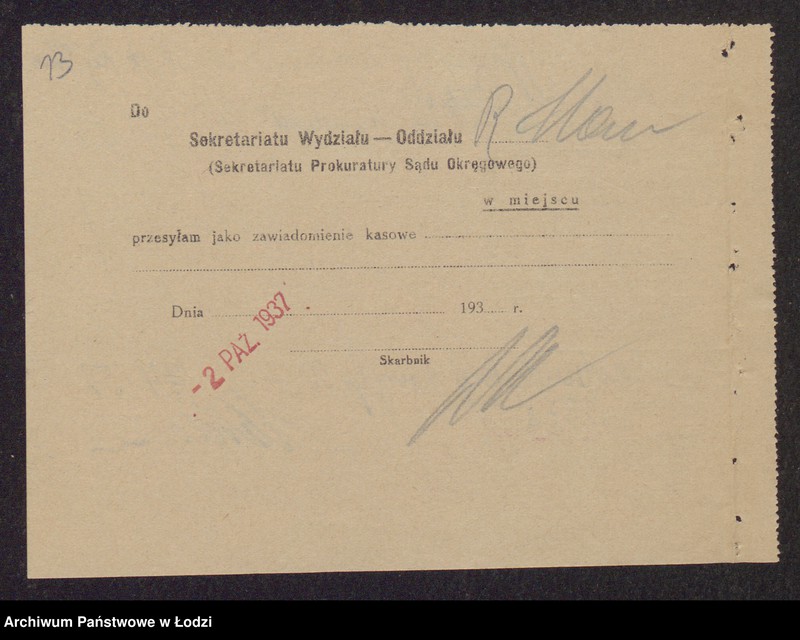 13
Do
Sekretariatu Wydziału — Oddziału R
(Sekretariatu Prokuratury Sądu Okręgowego)
w miejscu
przesyłam jako zawiadomienie kasowe
Dnia 193 r.
- 2 PAŹ. 1937
Skarbnik
Archiwum Państwowe w Łodzi